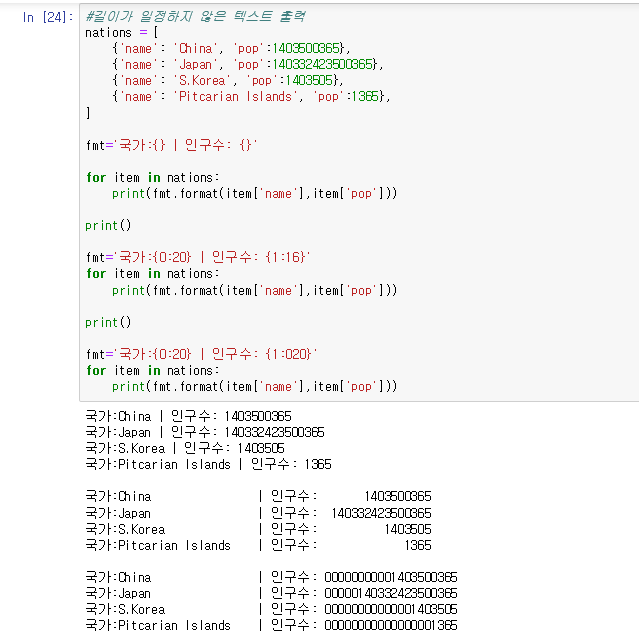 In [24]: #길이가 일정하지 않은 텍스트 출력
nations = [
    {'name': 'China', 'pop':1403500365},
    {'name': 'Japan', 'pop':140332423500365},
    {'name': 'S.Korea', 'pop':1403505},
    {'name': 'Pitcarian Islands', 'pop':1365},
]

fmt='국가:{} | 인구수: {}'

for item in nations:
    print(fmt.format(item['name'],item['pop']))

print()

fmt='국가:{0:20} | 인구수: {1:16}'
for item in nations:
    print(fmt.format(item['name'],item['pop']))

print()

fmt='국가:{0:20} | 인구수: {1:020}'
for item in nations:
    print(fmt.format(item['name'],item['pop']))

국가:China | 인구수: 1403500365
국가:Japan | 인구수: 140332423500365
국가:S.Korea | 인구수: 1403505
국가:Pitcarian Islands | 인구수: 1365

국가:China                | 인구수:       1403500365
국가:Japan                | 인구수:  140332423500365
국가:S.Korea              | 인구수:          1403505
국가:Pitcarian Islands    | 인구수:             1365

국가:China                | 인구수: 00000000001403500365
국가:Japan                | 인구수: 00000140332423500365
국가:S.Korea              | 인구수: 00000000000001403505
국가:Pitcarian Islands    | 인구수: 00000000000000001365